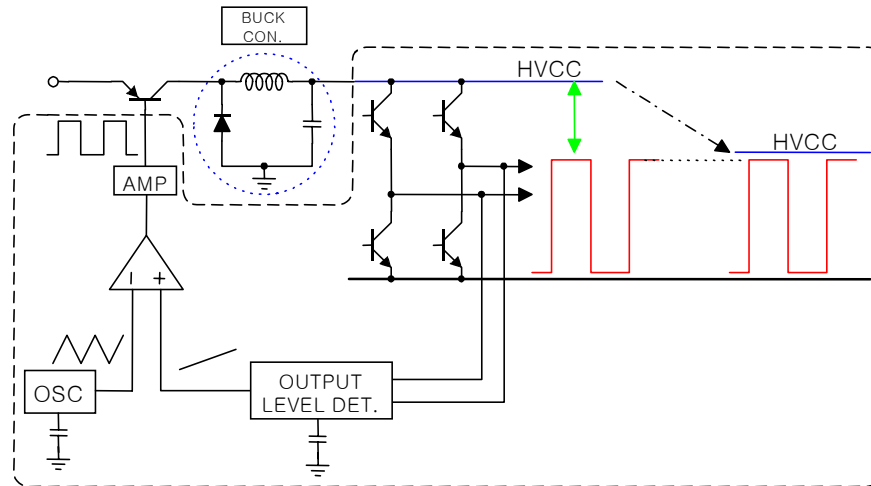 BUCK
CON.
HVCC
HVCC
AMP
− +
OSC
OUTPUT
LEVEL DET.